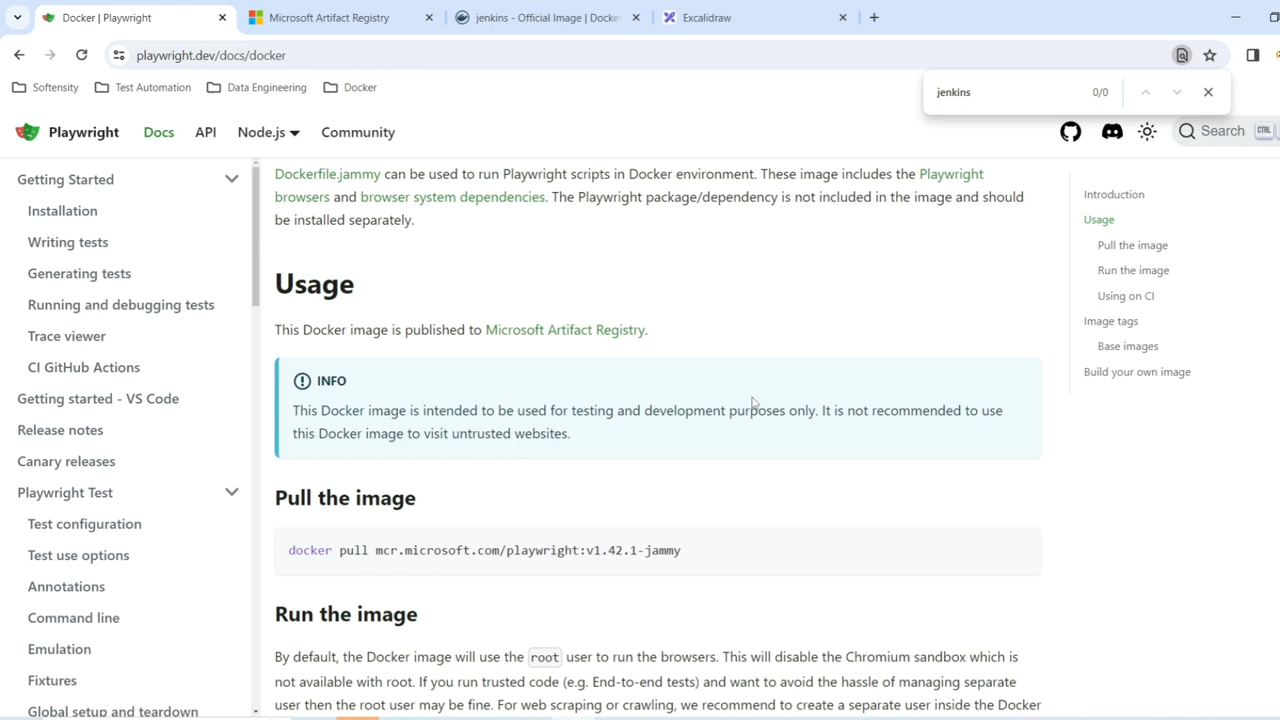 Docker | Playwright
Microsoft Artifact Registry
jenkins - Official Image | Docker
Excalidraw
playwright.dev/docs/docker
Softensity
Test Automation
Data Engineering
Docker
jenkins
0/0
Playwright
Docs
API
Node.js
Community
Search
CTRL
Getting Started
Installation
Writing tests
Generating tests
Running and debugging tests
Trace viewer
CI GitHub Actions
Getting started - VS Code
Release notes
Canary releases
Playwright Test
Test configuration
Test use options
Annotations
Command line
Emulation
Fixtures
Global setup and teardown
Dockerfile.jammy can be used to run Playwright scripts in Docker environment. These image includes the Playwright
browsers and browser system dependencies. The Playwright package/dependency is not included in the image and should
be installed separately.
Usage
This Docker image is published to Microsoft Artifact Registry.
INFO
This Docker image is intended to be used for testing and development purposes only. It is not recommended to use
this Docker image to visit untrusted websites.
Pull the image
docker pull mcr.microsoft.com/playwright:v1.42.1-jammy
Run the image
By default, the Docker image will use the root user to run the browsers. This will disable the Chromium sandbox which is
not available with root. If you run trusted code (e.g. End-to-end tests) and want to avoid the hassle of managing separate
user then the root user may be fine. For web scraping or crawling, we recommend to create a separate user inside the Docker
Introduction
Usage
Pull the image
Run the image
Using on CI
Image tags
Base images
Build your own image